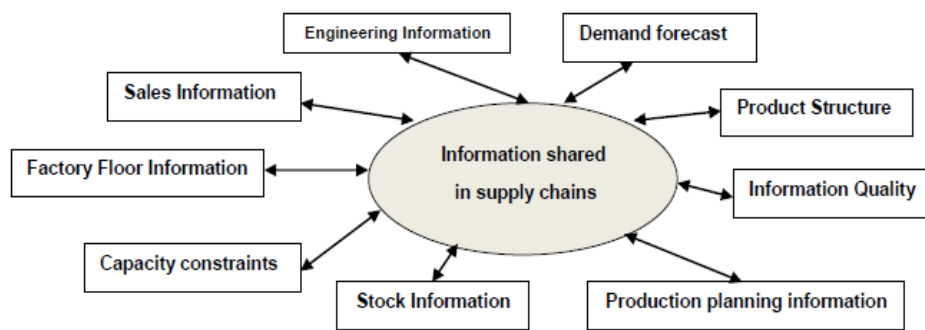 Engineering Information
Demand forecast
Sales Information
Product Structure
Information shared
in supply chains
Factory Floor Information
Information Quality
Capacity constraints
Stock Information
Production planning information